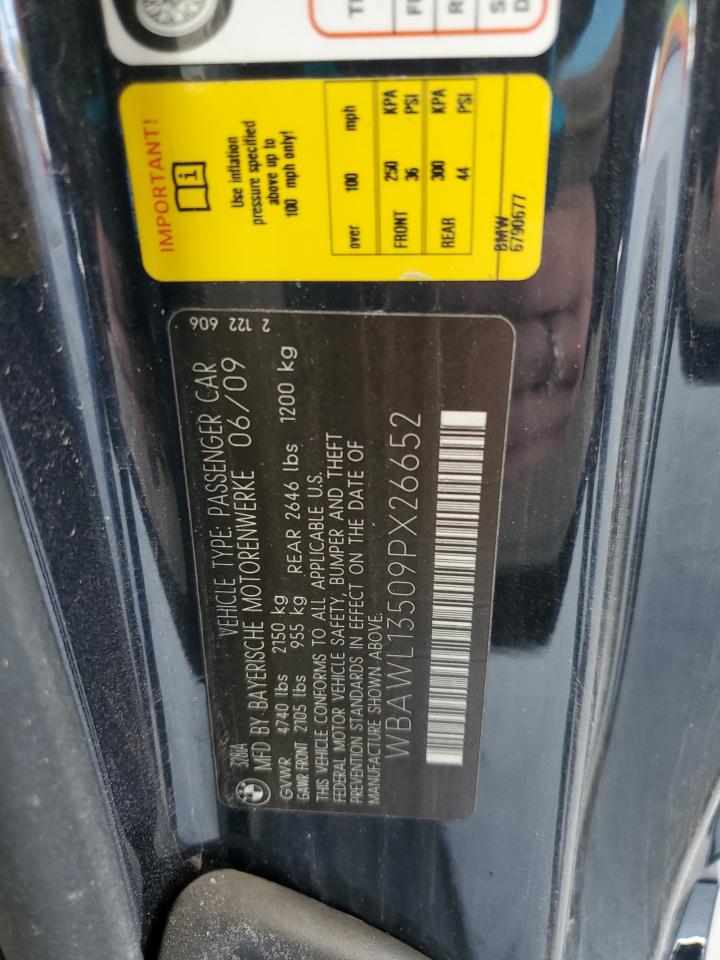 IMPORTANT!
i
Use inflation
pressure specified
above up to
100 mph only!
over 100 mph
FRONT 250 KPA
36 PSI
REAR 300 KPA
44 PSI
BMW
6790677
2 122 606
328iA VEHICLE TYPE: PASSENGER CAR
MFD BY BAYERISCHE MOTORENWERKE 06/09
GVWR 4740 lbs 2150 kg
GAWR FRONT 2105 lbs 955 kg REAR 2646 lbs 1200 kg
THIS VEHICLE CONFORMS TO ALL APPLICABLE U.S.
FEDERAL MOTOR VEHICLE SAFETY, BUMPER AND THEFT
PREVENTION STANDARDS IN EFFECT ON THE DATE OF
MANUFACTURE SHOWN ABOVE.
WBAWL13509PX26652